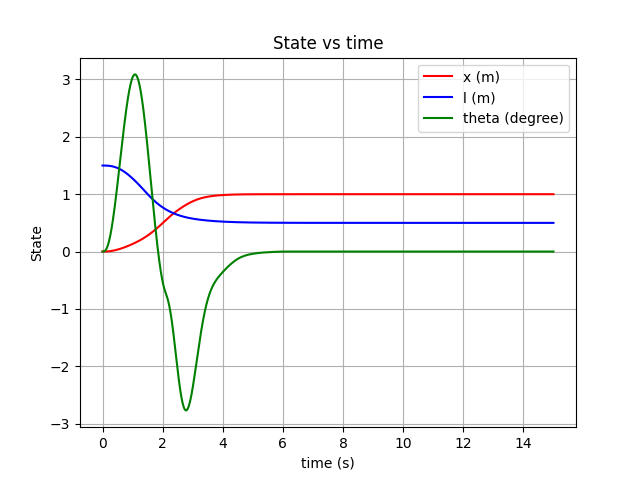 State vs time
x (m)
l (m)
theta (degree)
3
2
1
0
−1
−2
−3
State
0
2
4
6
8
10
12
14
time (s)